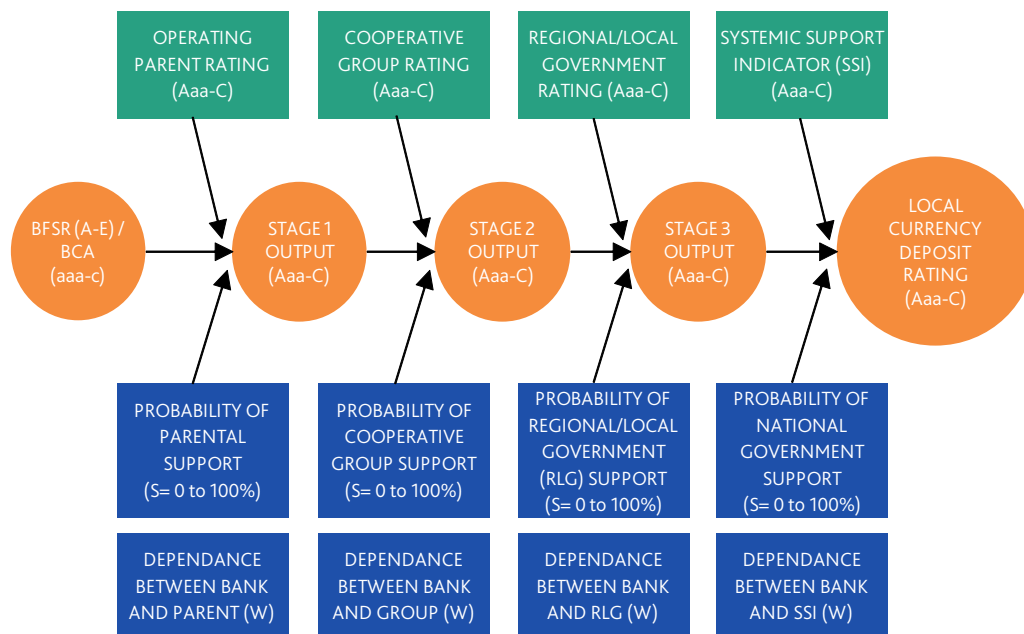 OPERATING
PARENT RATING
(Aaa-C)
COOPERATIVE
GROUP RATING
(Aaa-C)
REGIONAL/LOCAL
GOVERNMENT
RATING (Aaa-C)
SYSTEMIC SUPPORT
INDICATOR (SSI)
(Aaa-C)
BFSR (A-E) /
BCA
(aaa-c)
STAGE 1
OUTPUT
(Aaa-C)
STAGE 2
OUTPUT
(Aaa-C)
STAGE 3
OUTPUT
(Aaa-C)
LOCAL
CURRENCY
DEPOSIT
RATING
(Aaa-C)
PROBABILITY OF
PARENTAL
SUPPORT
(S= 0 to 100%)
PROBABILITY OF
COOPERATIVE
GROUP SUPPORT
(S= 0 to 100%)
PROBABILITY OF
REGIONAL/LOCAL
GOVERNMENT
(RLG) SUPPORT
(S= 0 to 100%)
PROBABILITY OF
NATIONAL
GOVERNMENT
SUPPORT
(S= 0 to 100%)
DEPENDANCE
BETWEEN BANK
AND PARENT (W)
DEPENDANCE
BETWEEN BANK
AND GROUP (W)
DEPENDANCE
BETWEEN BANK
AND RLG (W)
DEPENDANCE
BETWEEN BANK
AND SSI (W)